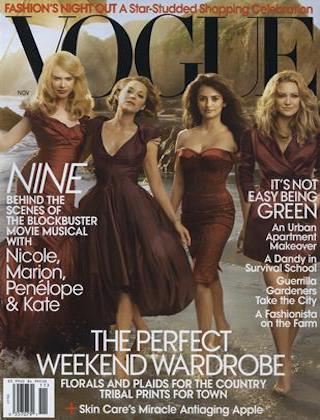 FASHION'S NIGHT OUT A Star-Studded Shopping Celebration
VOGUE
NOV
NINE
BEHIND THE
SCENES OF
THE BLOCKBUSTER
MOVIE MUSICAL
WITH
Nicole,
Marion,
Penélope
& Kate
IT'S NOT
EASY BEING
GREEN
An Urban
Apartment
Makeover
A Dandy in
Survival School
Guerrilla
Gardeners
Take the City
A Fashionista
on the Farm
THE PERFECT
WEEKEND WARDROBE
FLORALS AND PLAIDS FOR THE COUNTRY
TRIBAL PRINTS FOR TOWN
+ Skin Care's Miracle Antiaging Apple